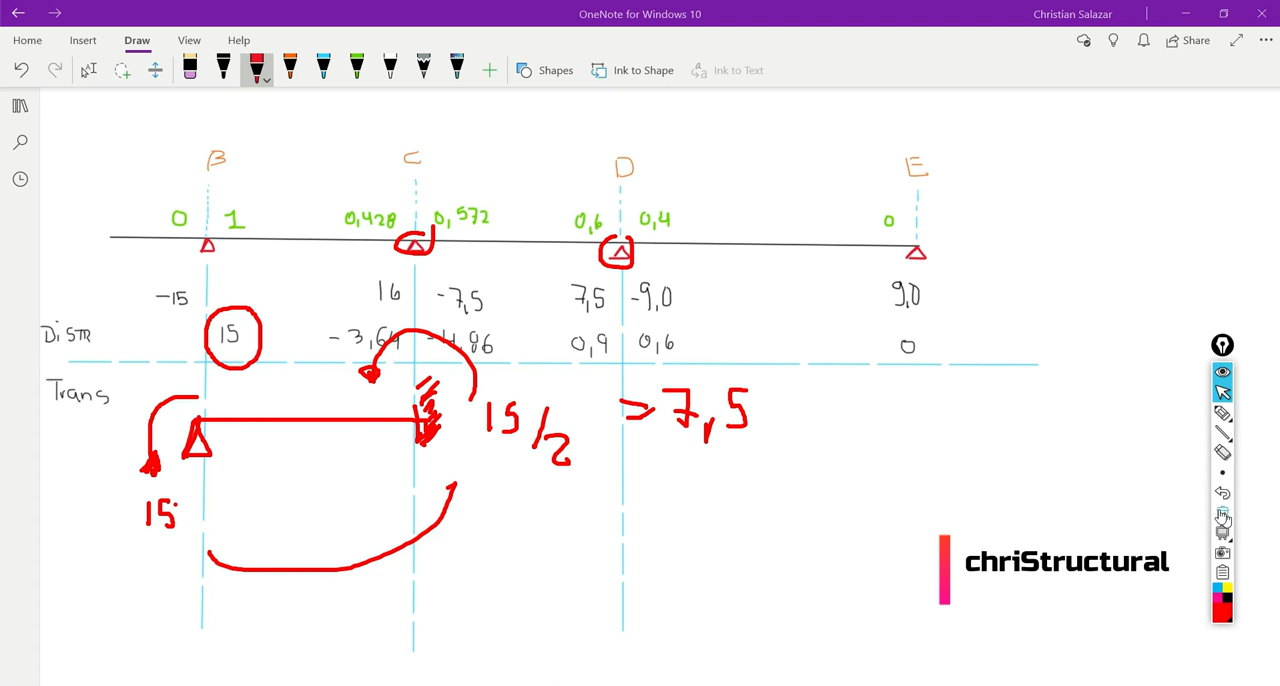 OneNote for Windows 10
Christian Salazar
Home Insert Draw View Help
Share
Shapes Ink to Shape Ink to Text
B C D E
0 1 0,428 0,572 0,6 0,4 0
-15 16 -7,5 7,5 -9,0 9,0
DiSTR 15 -3,64 -4,86 0,9 0,6 0
Trans
15/2 = 7,5
15
chriStructural